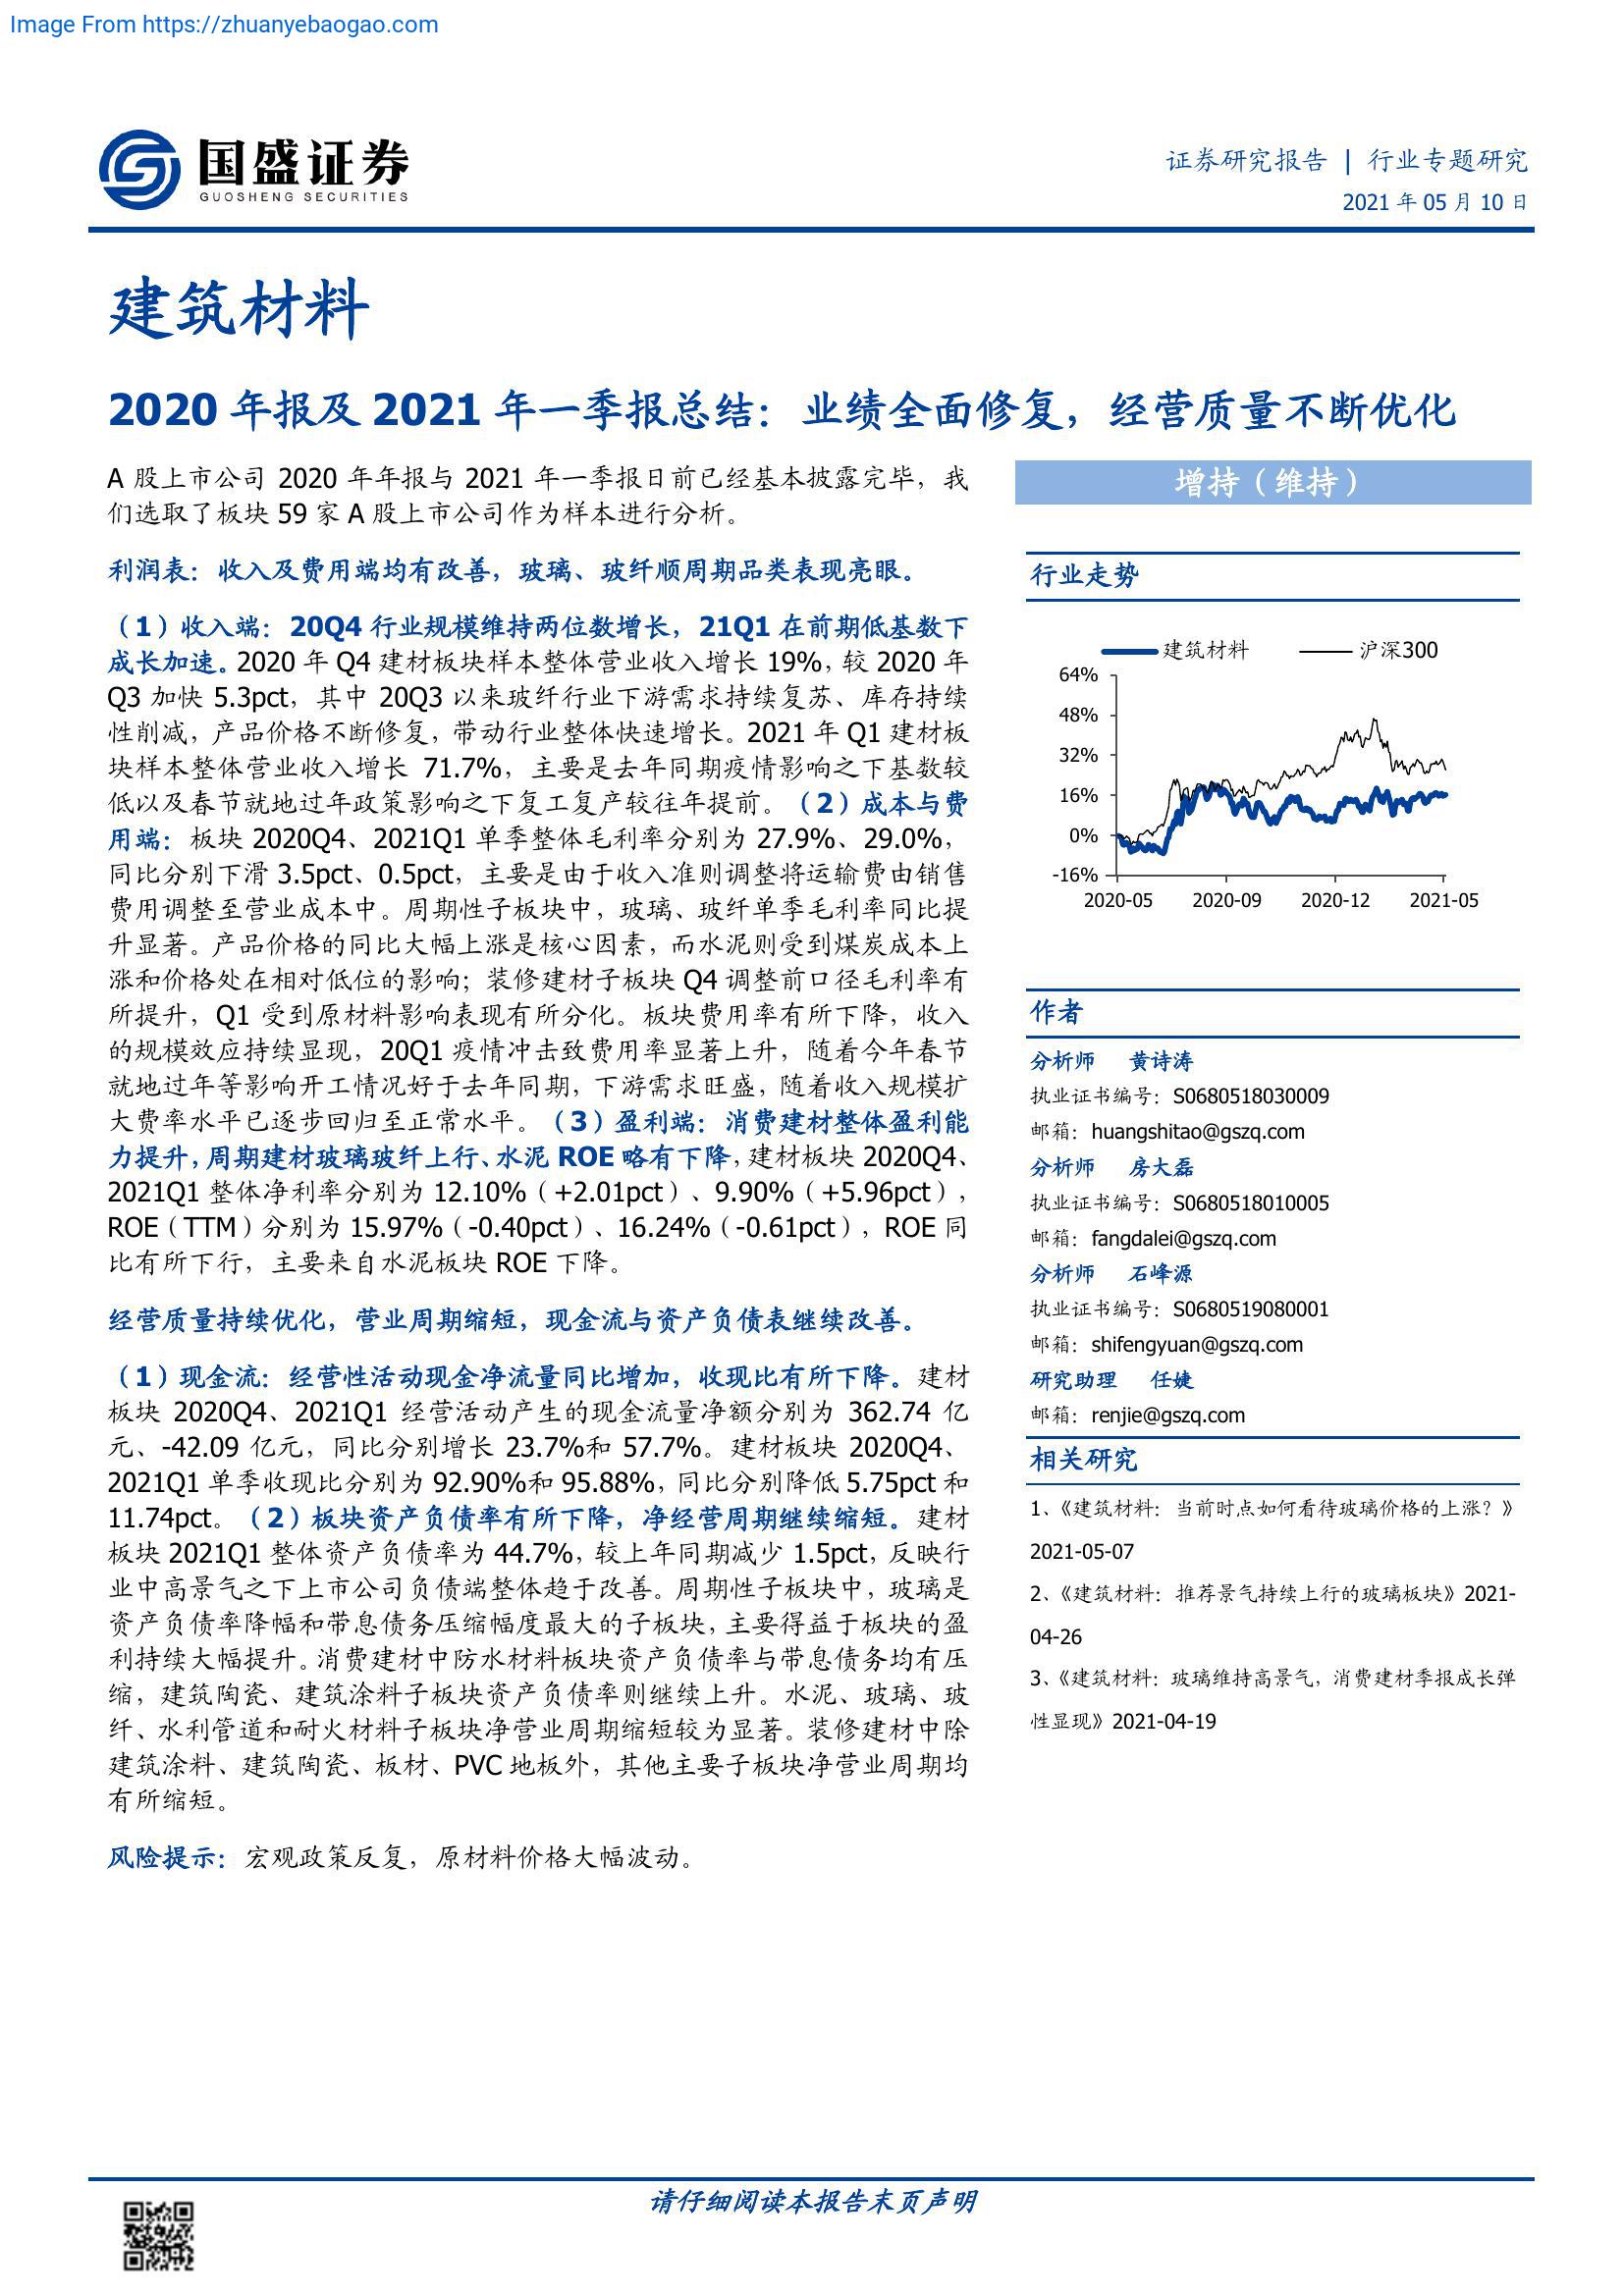 Image From https://zhuanyebaogao.com
国盛证券
GUOSHENG SECURITIES
证券研究报告 | 行业专题研究
2021 年 05 月 10 日
建筑材料
2020 年报及 2021 年一季报总结：业绩全面修复，经营质量不断优化
A 股上市公司 2020 年年报与 2021 年一季报日前已经基本披露完毕，我
们选取了板块 59 家 A 股上市公司作为样本进行分析。
利润表：收入及费用端均有改善，玻璃、玻纤顺周期品类表现亮眼。
（1）收入端：20Q4 行业规模维持两位数增长，21Q1 在前期低基数下
成长加速。2020 年 Q4 建材板块样本整体营业收入增长 19%，较 2020 年
Q3 加快 5.3pct，其中 20Q3 以来玻纤行业下游需求持续复苏、库存持续
性削减，产品价格不断修复，带动行业整体快速增长。2021 年 Q1 建材板
块样本整体营业收入增长 71.7%，主要是去年同期疫情影响之下基数较
低以及春节就地过年政策影响之下复工复产较往年提前。（2）成本与费
用端：板块 2020Q4、2021Q1 单季整体毛利率分别为 27.9%、29.0%，
同比分别下滑 3.5pct、0.5pct，主要是由于收入准则调整将运输费由销售
费用调整至营业成本中。周期性子板块中，玻璃、玻纤单季毛利率同比提
升显著。产品价格的同比大幅上涨是核心因素，而水泥则受到煤炭成本上
涨和价格处在相对低位的影响；装修建材子板块 Q4 调整前口径毛利率有
所提升，Q1 受到原材料影响表现有所分化。板块费用率有所下降，收入
的规模效应持续显现，20Q1 疫情冲击致费用率显著上升，随着今年春节
就地过年等影响开工情况好于去年同期，下游需求旺盛，随着收入规模扩
大费率水平已逐步回归至正常水平。（3）盈利端：消费建材整体盈利能
力提升，周期建材玻璃玻纤上行、水泥 ROE 略有下降，建材板块 2020Q4、
2021Q1 整体净利率分别为 12.10%（+2.01pct）、9.90%（+5.96pct），
ROE（TTM）分别为 15.97%（-0.40pct）、16.24%（-0.61pct），ROE 同
比有所下行，主要来自水泥板块 ROE 下降。
经营质量持续优化，营业周期缩短，现金流与资产负债表继续改善。
（1）现金流：经营性活动现金净流量同比增加，收现比有所下降。建材
板块 2020Q4、2021Q1 经营活动产生的现金流量净额分别为 362.74 亿
元、-42.09 亿元，同比分别增长 23.7%和 57.7%。建材板块 2020Q4、
2021Q1 单季收现比分别为 92.90%和 95.88%，同比分别降低 5.75pct 和
11.74pct。（2）板块资产负债率有所下降，净经营周期继续缩短。建材
板块 2021Q1 整体资产负债率为 44.7%，较上年同期减少 1.5pct，反映行
业中高景气之下上市公司负债端整体趋于改善。周期性子板块中，玻璃是
资产负债率降幅和带息债务压缩幅度最大的子板块，主要得益于板块的盈
利持续大幅提升。消费建材中防水材料板块资产负债率与带息债务均有压
缩，建筑陶瓷、建筑涂料子板块资产负债率则继续上升。水泥、玻璃、玻
纤、水利管道和耐火材料子板块净营业周期缩短较为显著。装修建材中除
建筑涂料、建筑陶瓷、板材、PVC 地板外，其他主要子板块净营业周期均
有所缩短。
风险提示：宏观政策反复，原材料价格大幅波动。
增持（维持）
行业走势
建筑材料 沪深300
64%
48%
32%
16%
0%
-16%
2020-05 2020-09 2020-12 2021-05
作者
分析师 黄诗涛
执业证书编号：S0680518030009
邮箱：huangshitao@gszq.com
分析师 房大磊
执业证书编号：S0680518010005
邮箱：fangdalei@gszq.com
分析师 石峰源
执业证书编号：S0680519080001
邮箱：shifengyuan@gszq.com
研究助理 任婕
邮箱：renjie@gszq.com
相关研究
1、《建筑材料：当前时点如何看待玻璃价格的上涨？》
2021-05-07
2、《建筑材料：推荐景气持续上行的玻璃板块》2021-
04-26
3、《建筑材料：玻璃维持高景气，消费建材季报成长弹
性显现》2021-04-19
请仔细阅读本报告末页声明